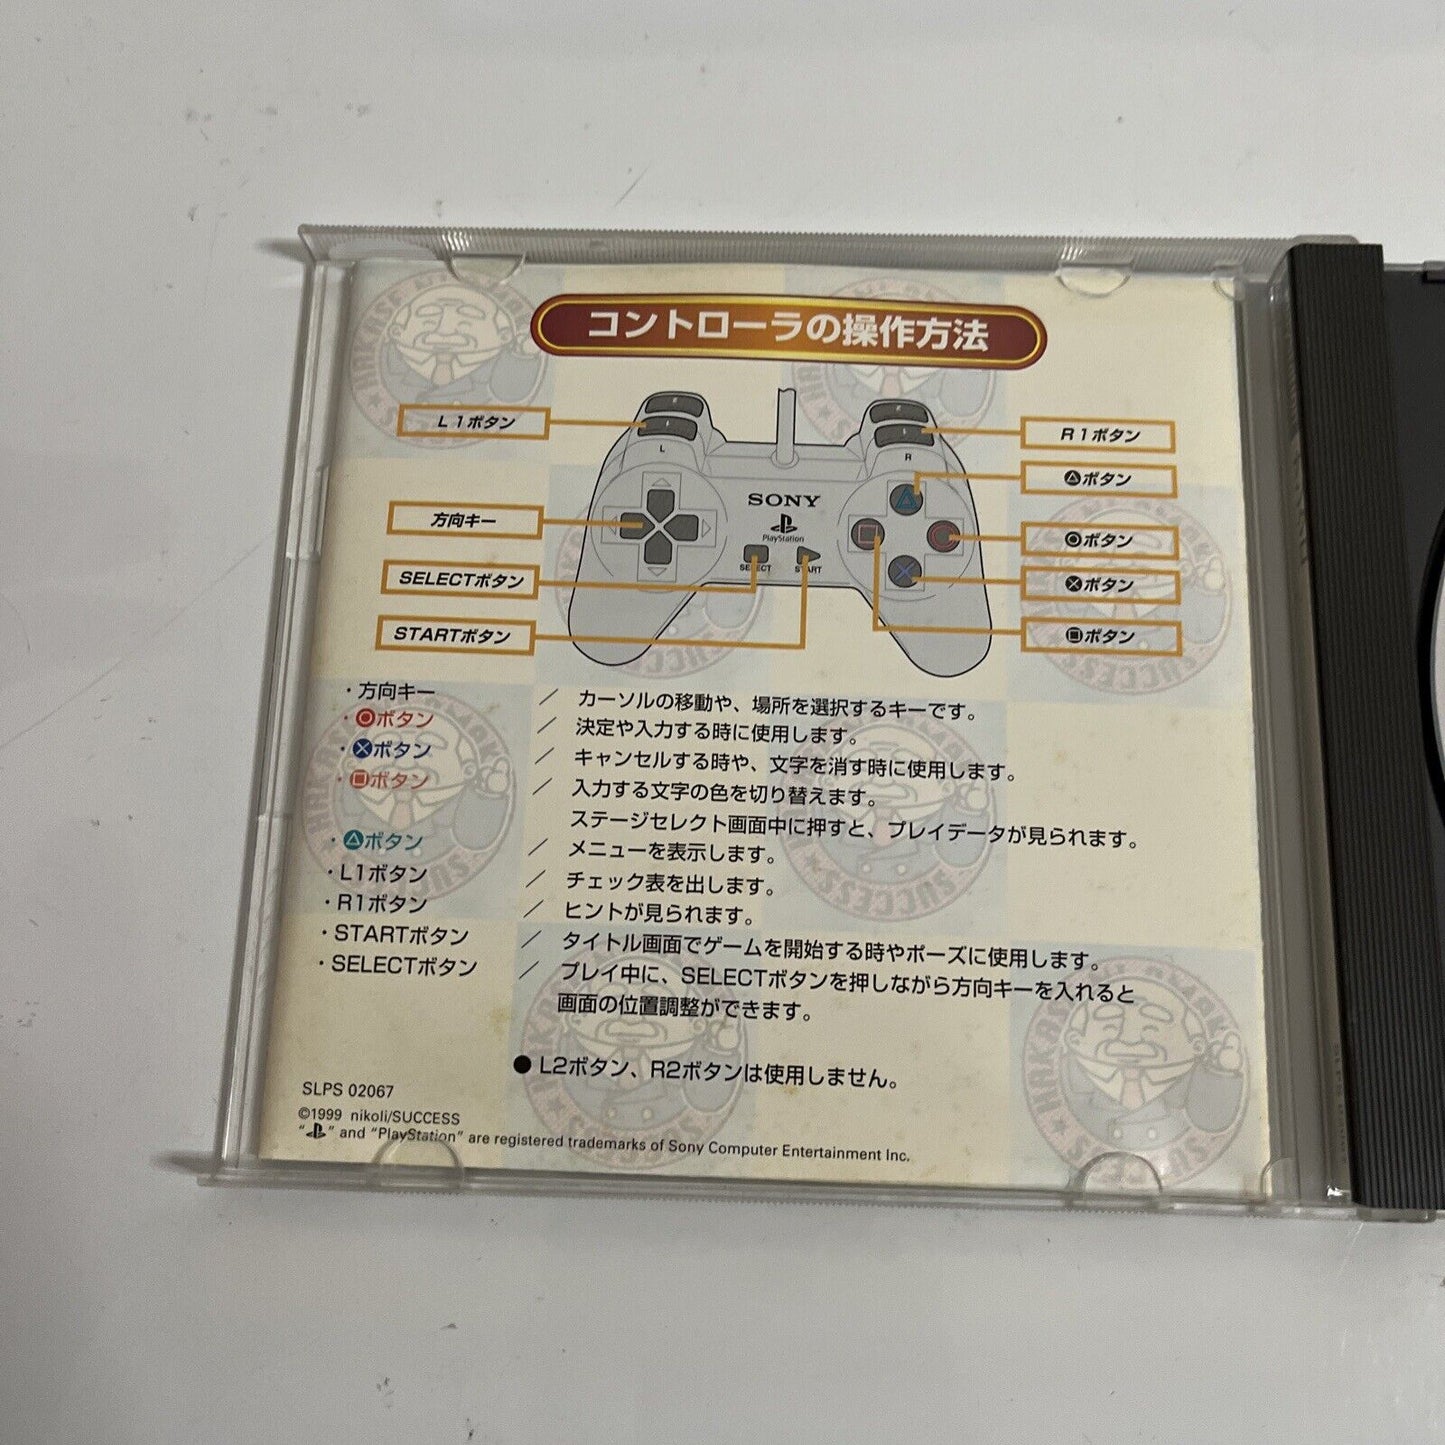 コントローラの操作方法
L1ボタン
R1ボタン
△ボタン
方向キー
○ボタン
SELECTボタン
×ボタン
STARTボタン
□ボタン
L
R
SONY
PlayStation
SELECT
START
・方向キー ／ カーソルの移動や、場所を選択するキーです。
・○ボタン ／ 決定や入力する時に使用します。
・×ボタン ／ キャンセルする時や、文字を消す時に使用します。
・□ボタン ／ 入力する文字の色を切り替えます。
ステージセレクト画面中に押すと、プレイデータが見られます。
・△ボタン ／ メニューを表示します。
・L1ボタン ／ チェック表を出します。
・R1ボタン ／ ヒントが見られます。
・STARTボタン ／ タイトル画面でゲームを開始する時やポーズに使用します。
・SELECTボタン ／ プレイ中に、SELECTボタンを押しながら方向キーを入れると
画面の位置調整ができます。
●L2ボタン、R2ボタンは使用しません。
SLPS 02067
©1999 nikoli/SUCCESS
“ ” and “PlayStation” are registered trademarks of Sony Computer Entertainment Inc.